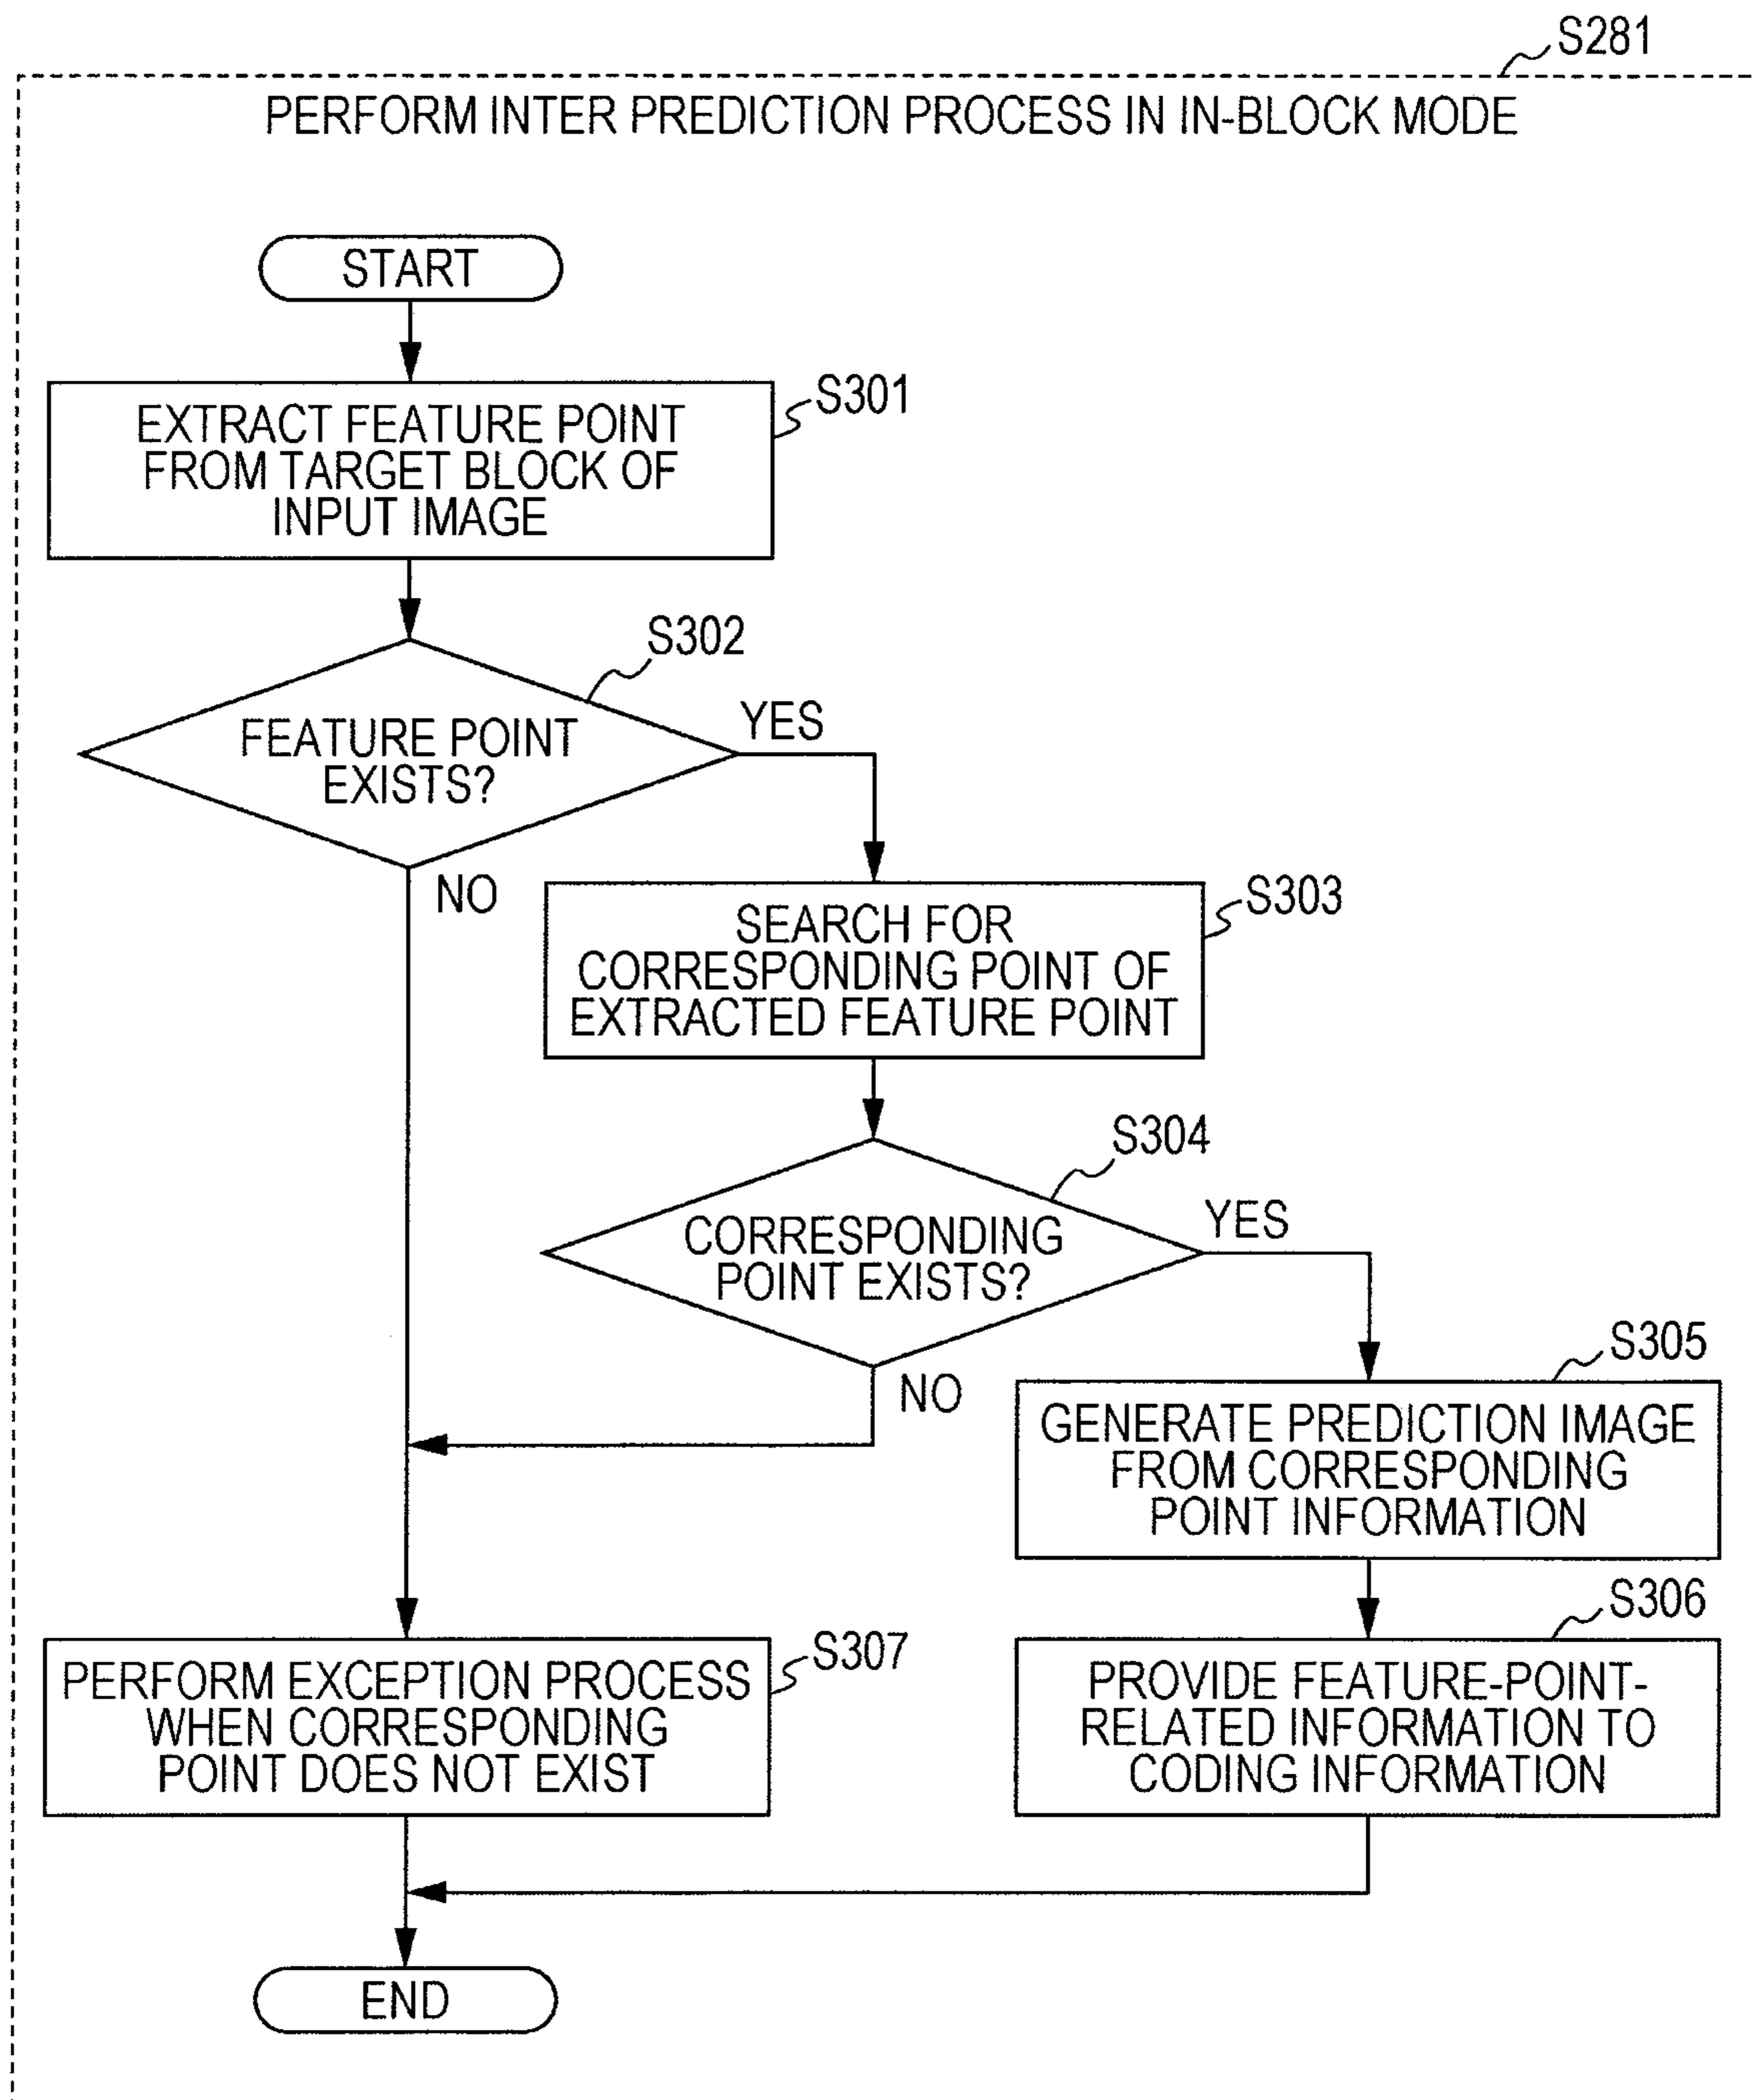 S281
PERFORM INTER PREDICTION PROCESS IN IN-BLOCK MODE
START
S301
EXTRACT FEATURE POINT
FROM TARGET BLOCK OF
INPUT IMAGE
S302
FEATURE POINT
EXISTS?
YES
NO
S303
SEARCH FOR
CORRESPONDING POINT OF
EXTRACTED FEATURE POINT
S304
CORRESPONDING
POINT EXISTS?
YES
NO
S305
GENERATE PREDICTION IMAGE
FROM CORRESPONDING
POINT INFORMATION
S306
PROVIDE FEATURE-POINT-
RELATED INFORMATION TO
CODING INFORMATION
S307
PERFORM EXCEPTION PROCESS
WHEN CORRESPONDING
POINT DOES NOT EXIST
END